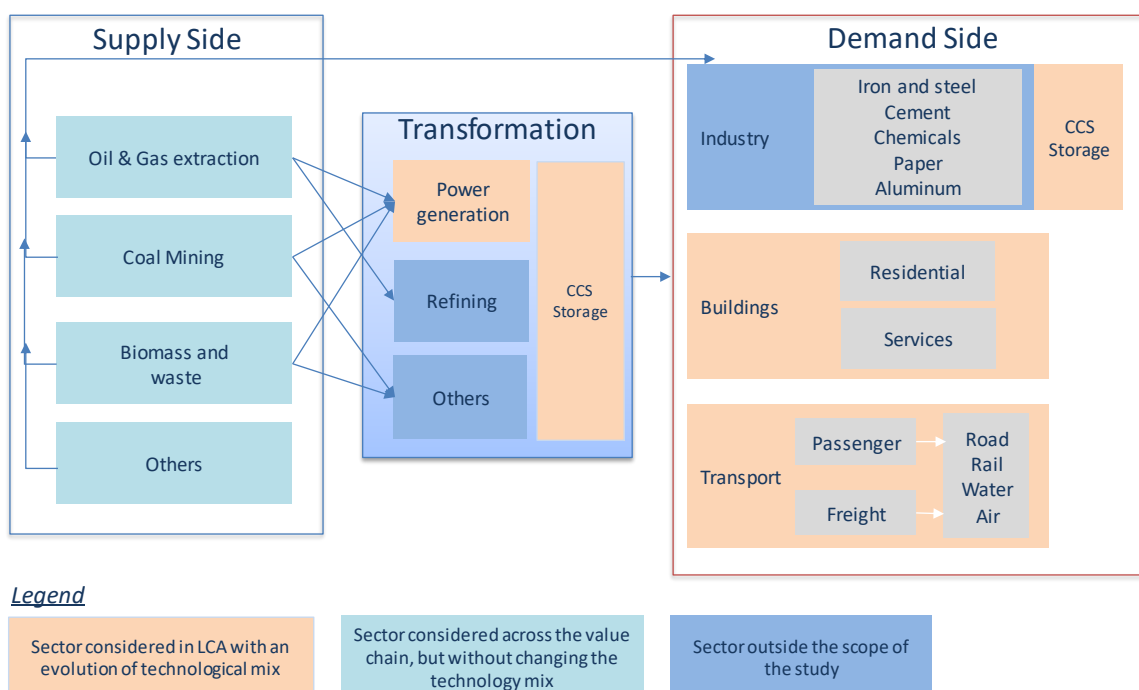 Supply Side
Oil & Gas extraction
Coal Mining
Biomass and
waste
Others
Transformation
Power
generation
Refining
Others
CCS
Storage
Demand Side
Industry
Iron and steel
Cement
Chemicals
Paper
Aluminum
CCS
Storage
Buildings
Residential
Services
Transport
Passenger
Freight
Road
Rail
Water
Air
Legend
Sector considered in LCA with an
evolution of technological mix
Sector considered across the value
chain, but without changing the
technology mix
Sector outside the scope of
the study